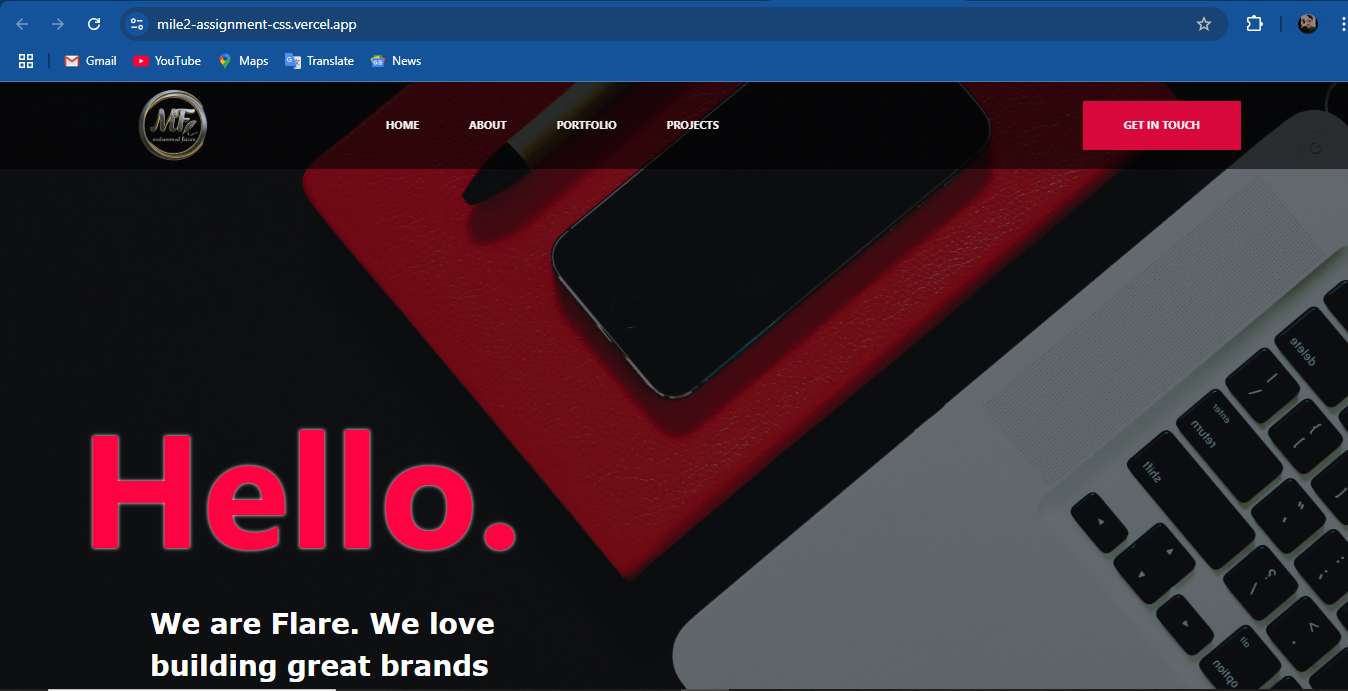 mile2-assignment-css.vercel.app
Gmail YouTube Maps Translate News
MF
HOME ABOUT PORTFOLIO PROJECTS GET IN TOUCH
delete
enter
return
shift
alt
option
Hello.
We are Flare. We love
building great brands